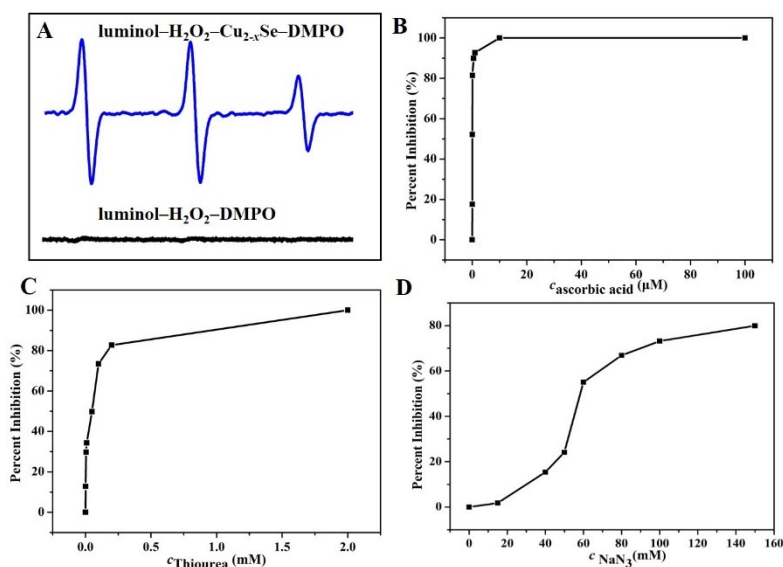 A
luminol–H₂O₂–Cu₂₋ₓSe–DMPO
luminol–H₂O₂–DMPO
B
Percent Inhibition (%)
100
80
60
40
20
0
0 20 40 60 80 100
c ascorbic acid (μM)
C
Percent Inhibition (%)
100
80
60
40
20
0
0.0 0.5 1.0 1.5 2.0
c Thiourea (mM)
D
Percent Inhibition (%)
80
60
40
20
0
0 20 40 60 80 100 120 140 160
c NaN₃ (mM)